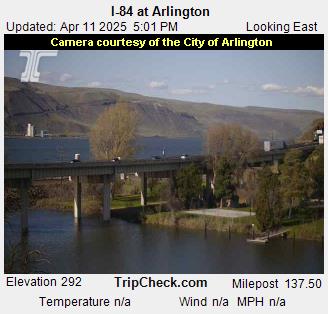 I-84 at Arlington
Updated: Apr 11 2025 5:01 PM Looking East
Camera courtesy of the City of Arlington
Elevation 292 TripCheck.com Milepost 137.50
Temperature n/a Wind n/a MPH n/a